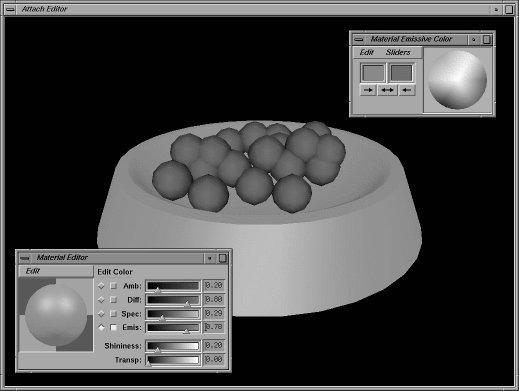 Attach Editor
Material Emissive Color
Edit Sliders
Material Editor
Edit
Edit Color
Amb: 0.20
Diff: 0.80
Spec: 0.29
Emis: 0.78
Shininess: 0.20
Transp: 0.00